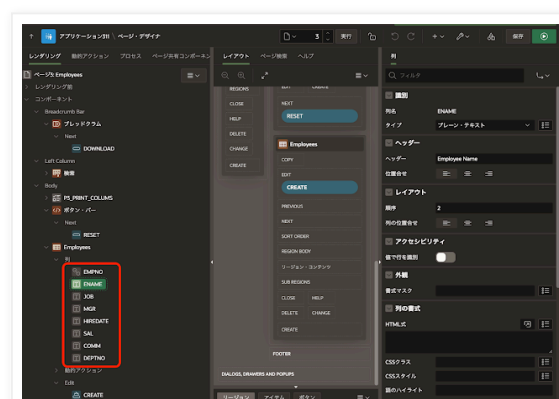 アプリケーション311 \ ページ・デザイナ
3
実行
保存
レンダリング 動的アクション プロセス ページ共有コンポーネン
ページ3: Employees
レンダリング前
コンポーネント
Breadcrumb Bar
ブレッドクラム
Next
DOWNLOAD
Left Column
検索
Body
P3_PRINT_COLUMS
ボタン・バー
Next
RESET
Employees
列
EMPNO
ENAME
JOB
MGR
HIREDATE
SAL
COMM
DEPTNO
動的アクション
Edit
CREATE
レイアウト ページ検索 ヘルプ
REGIONS
CLOSE
HELP
DELETE
CHANGE
CREATE
EDIT CREATE
NEXT
RESET
Employees
COPY
EDIT
CREATE
PREVIOUS
NEXT
SORT ORDER
REGION BODY
リージョン・コンテンツ
SUB REGIONS
CLOSE HELP
DELETE CHANGE
CREATE
FOOTER
DIALOGS, DRAWERS AND POPUPS
リージョン アイテム ボタン
列
フィルタ
識別
列名 ENAME
タイプ プレーン・テキスト
ヘッダー
ヘッダー Employee Name
位置合せ
レイアウト
順序 2
列の位置合せ
アクセシビリティ
値で行を識別
外観
書式マスク
列の書式
HTML式
CSSクラス
CSSスタイル
語のハイライト